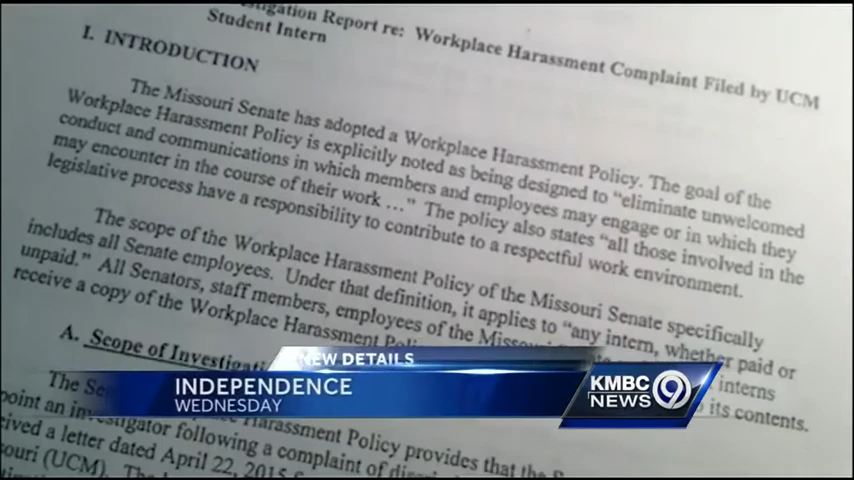 stigation Report re: Workplace Harassment Complaint Filed by UCM
Student Intern
I. INTRODUCTION
The Missouri Senate has adopted a Workplace Harassment Policy. The goal of the
Workplace Harassment Policy is explicitly noted as being designed to “eliminate unwelcomed
conduct and communications in which members and employees may engage or in which they
may encounter in the course of their work …” The policy also states “all those involved in the
legislative process have a responsibility to contribute to a respectful work environment.
The scope of the Workplace Harassment Policy of the Missouri Senate specifically
includes all Senate employees. Under that definition, it applies to “any intern, whether paid or
unpaid.” All Senators, staff members, employees of the Missouri interns
receive a copy of the Workplace Harassment its contents.
A. Scope of Investigati
NEW DETAILS
INDEPENDENCE
WEDNESDAY
KMBC 9
NEWS
The Harassment Policy provides that the
point an investigator following a complaint of
eived a letter dated April 22, 2015
souri (UCM).